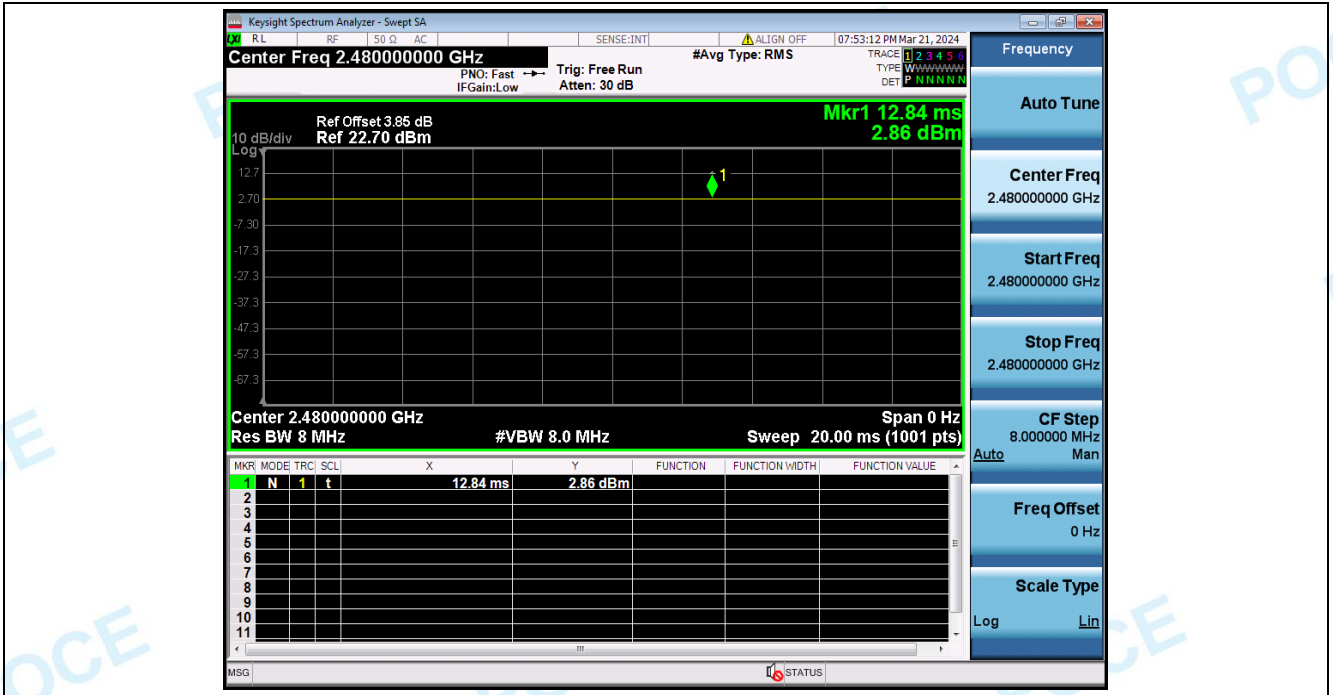 Keysight Spectrum Analyzer - Swept SA
LXI RL RF 50 Ω AC SENSE:INT ALIGN OFF 07:53:12 PM Mar 21, 2024
Center Freq 2.480000000 GHz #Avg Type: RMS TRACE 1 2 3 4 5 6
PNO: Fast Trig: Free Run TYPE WWWWWW
IFGain:Low Atten: 30 dB DET P N N N N N
Ref Offset 3.85 dB Mkr1 12.84 ms
10 dB/div Ref 22.70 dBm 2.86 dBm
Log
12.7
1
2.70
-7.30
-17.3
-27.3
-37.3
-47.3
-57.3
-67.3
Center 2.480000000 GHz Span 0 Hz
Res BW 8 MHz #VBW 8.0 MHz Sweep 20.00 ms (1001 pts)
MKR MODE TRC SCL X Y FUNCTION FUNCTION WIDTH FUNCTION VALUE
1 N 1 t 12.84 ms 2.86 dBm
2
3
4
5
6
7
8
9
10
11
MSG STATUS
Frequency
Auto Tune
Center Freq
2.480000000 GHz
Start Freq
2.480000000 GHz
Stop Freq
2.480000000 GHz
CF Step
8.000000 MHz
Auto Man
Freq Offset
0 Hz
Scale Type
Log Lin
POCE